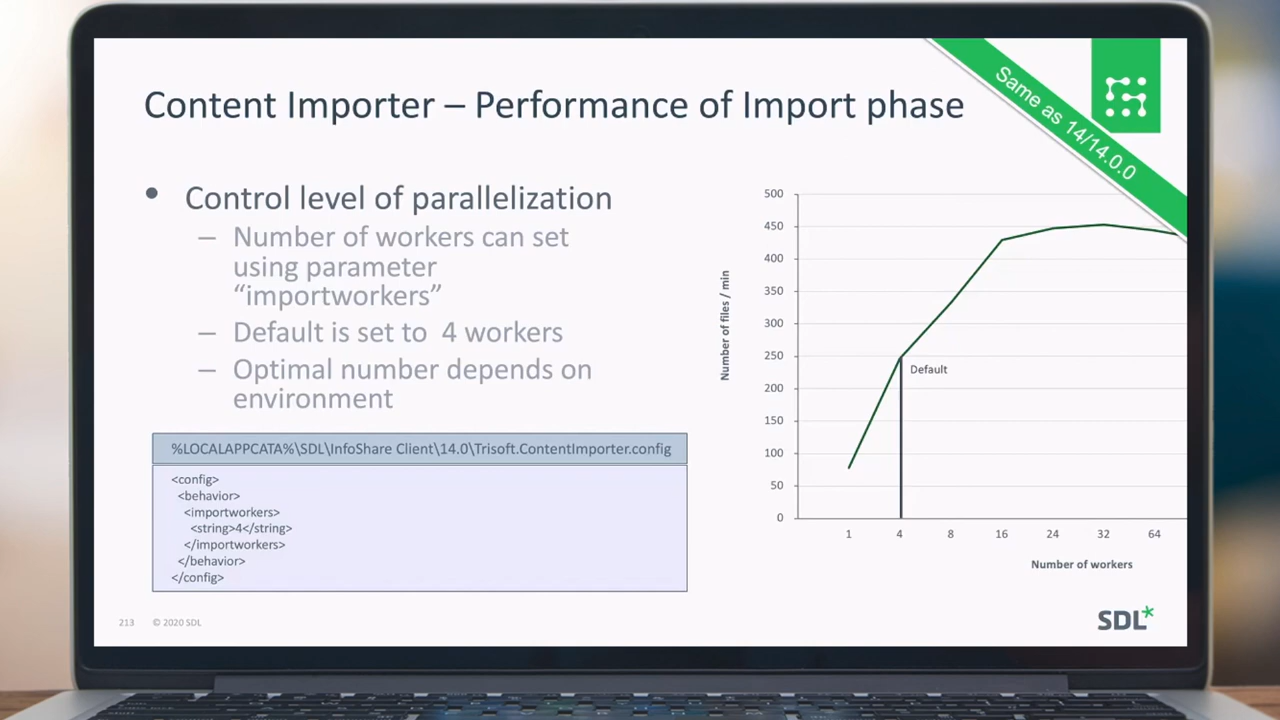 Same as 14/14.0.0
Content Importer – Performance of Import phase
• Control level of parallelization
– Number of workers can set
using parameter
“importworkers”
– Default is set to 4 workers
– Optimal number depends on
environment
%LOCALAPPCATA%\SDL\InfoShare Client\14.0\Trisoft.ContentImporter.config
<config>
<behavior>
<importworkers>
<string>4</string>
</importworkers>
</behavior>
</config>
Number of files / min
500
450
400
350
300
250
200
150
100
50
0
Default
1 4 8 16 24 32 64
Number of workers
213 © 2020 SDL
SDL*